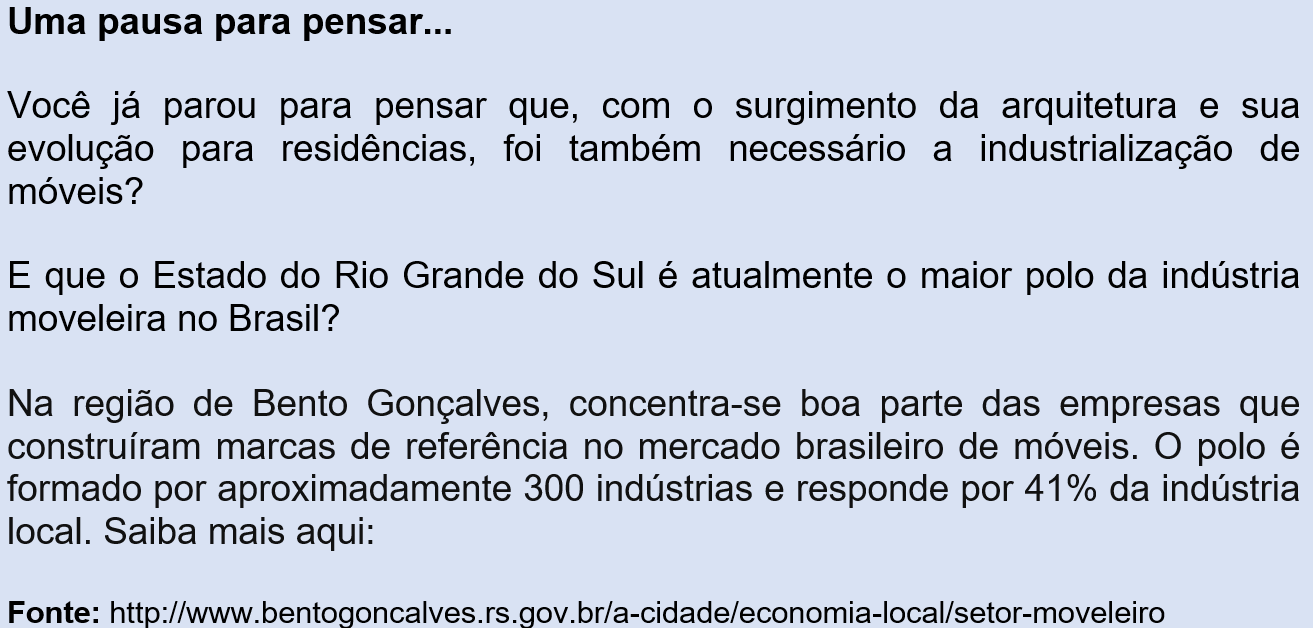 Uma pausa para pensar...
Você já parou para pensar que, com o surgimento da arquitetura e sua
evolução para residências, foi também necessário a industrialização de
móveis?
E que o Estado do Rio Grande do Sul é atualmente o maior polo da indústria
moveleira no Brasil?
Na região de Bento Gonçalves, concentra-se boa parte das empresas que
construíram marcas de referência no mercado brasileiro de móveis. O polo é
formado por aproximadamente 300 indústrias e responde por 41% da indústria
local. Saiba mais aqui:
Fonte: http://www.bentogoncalves.rs.gov.br/a-cidade/economia-local/setor-moveleiro